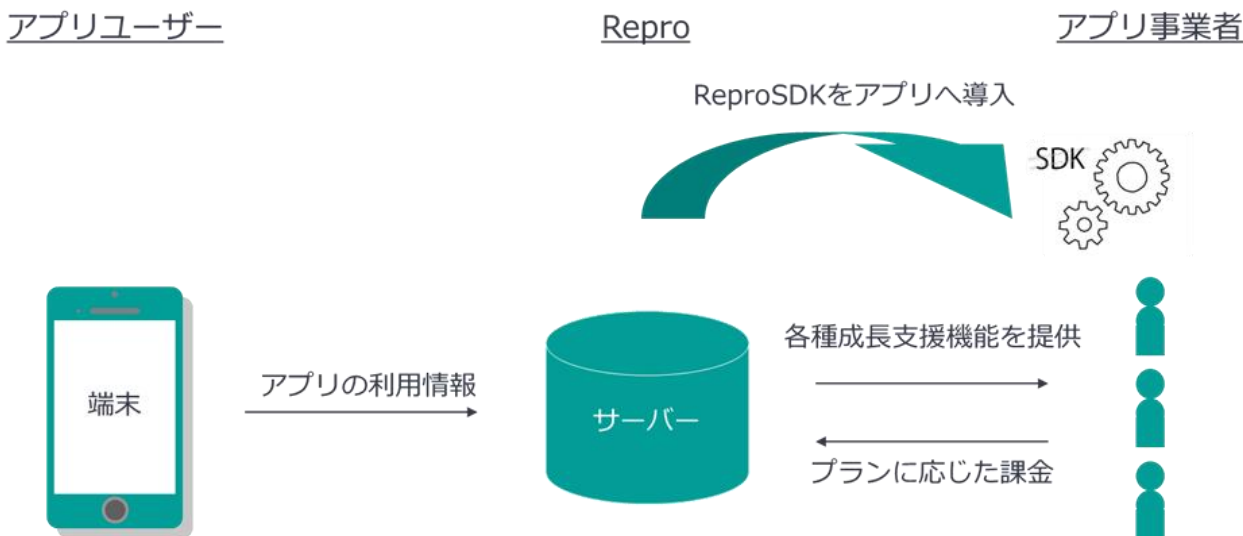 アプリユーザー
Repro
アプリ事業者
ReproSDKをアプリへ導入
SDK
各種成長支援機能を提供
アプリの利用情報
端末
サーバー
プランに応じた課金